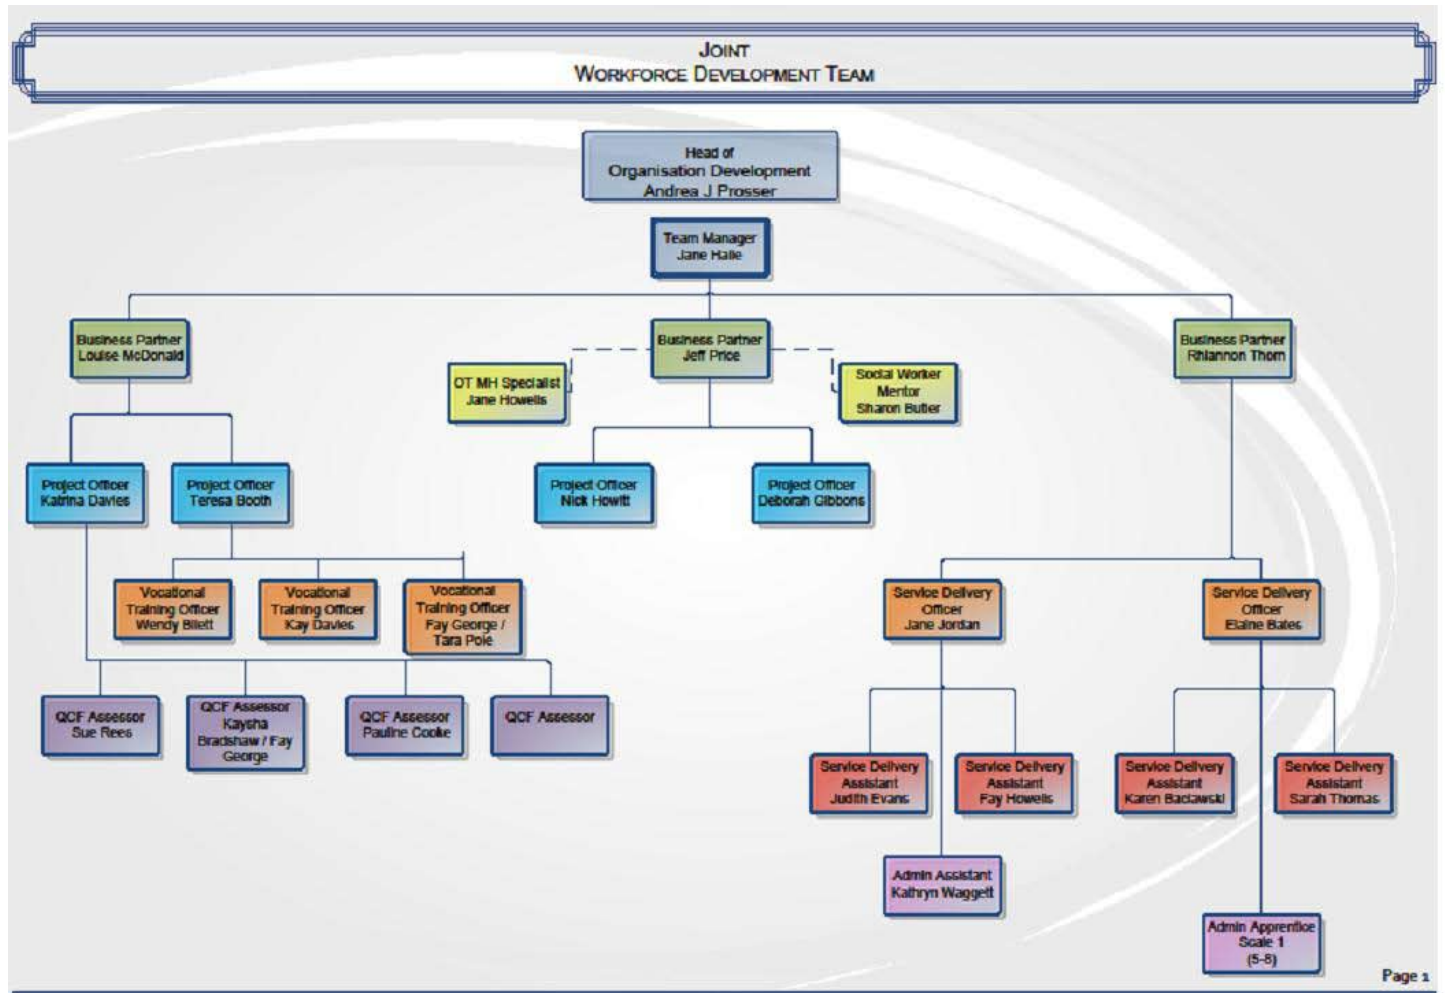 JOINT
WORKFORCE DEVELOPMENT TEAM
Head of
Organisation Development
Andrea J Prosser
Team Manager
Jane Halle
Business Partner
Louise McDonald
Business Partner
Jeff Price
Business Partner
Rhiannon Thorn
OT MH Specialist
Jane Howells
Social Worker
Mentor
Sharon Butler
Project Officer
Katrina Davies
Project Officer
Teresa Booth
Project Officer
Nick Howitt
Project Officer
Deborah Gibbons
Vocational
Training Officer
Wendy Bilett
Vocational
Training Officer
Kay Davies
Vocational
Training Officer
Fay George /
Tara Pole
Service Delivery
Officer
Jane Jordan
Service Delivery
Officer
Elaine Bates
QCF Assessor
Sue Rees
QCF Assessor
Kaysha
Bradshaw / Fay
George
QCF Assessor
Pauline Cooke
QCF Assessor
Service Delivery
Assistant
Judith Evans
Service Delivery
Assistant
Fay Howells
Service Delivery
Assistant
Karen Baclawski
Service Delivery
Assistant
Sarah Thomas
Admin Assistant
Kathryn Waggett
Admin Apprentice
Scale 1
(5-8)
Page 1